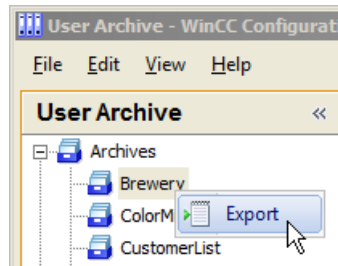 User Archive - WinCC Configurat
File Edit View Help
User Archive «
Archives
Brewery
ColorM Export
CustomerList